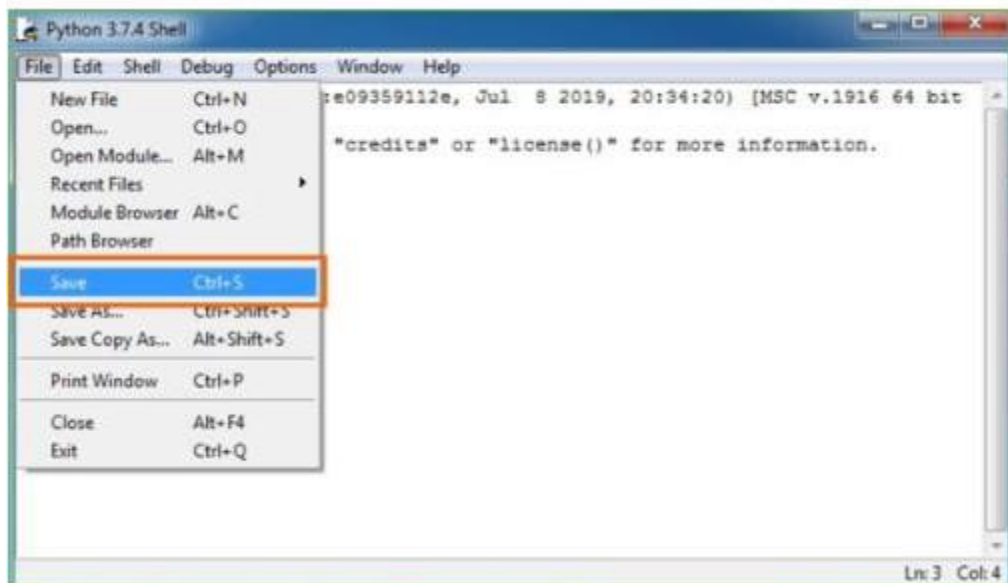 Python 3.7.4 Shell
File Edit Shell Debug Options Window Help
New File Ctrl+N :e09359112e, Jul 8 2019, 20:34:20) [MSC v.1916 64 bit
Open... Ctrl+O
Open Module... Alt+M "credits" or "license()" for more information.
Recent Files
Module Browser Alt+C
Path Browser
Save Ctrl+S
Save As... Ctrl+Shift+S
Save Copy As... Alt+Shift+S
Print Window Ctrl+P
Close Alt+F4
Exit Ctrl+Q
Ln: 3 Col: 4